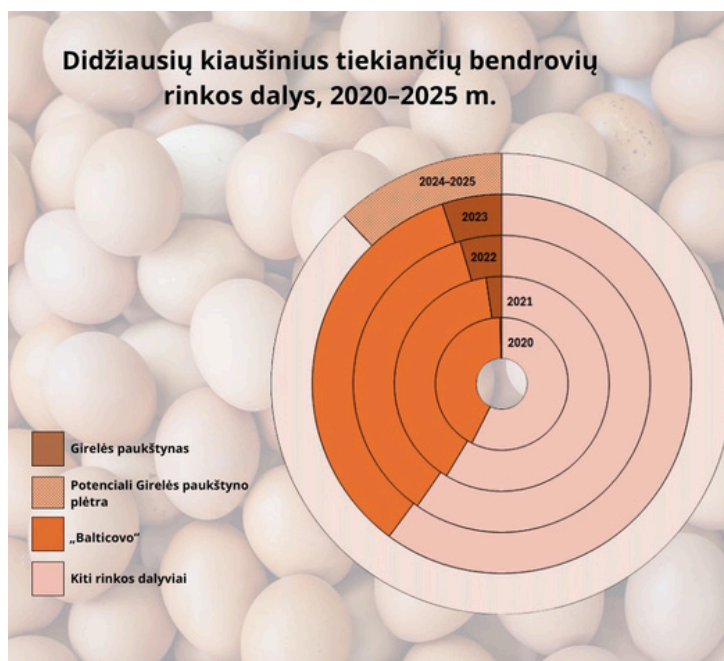 Didžiausių kiaušinius tiekiančių bendrovių
rinkos dalys, 2020–2025 m.
2024–2025
2023
2022
2021
2020
Girelės paukštynas
Potenciali Girelės paukštyno
plėtra
„Balticovo“
Kiti rinkos dalyviai